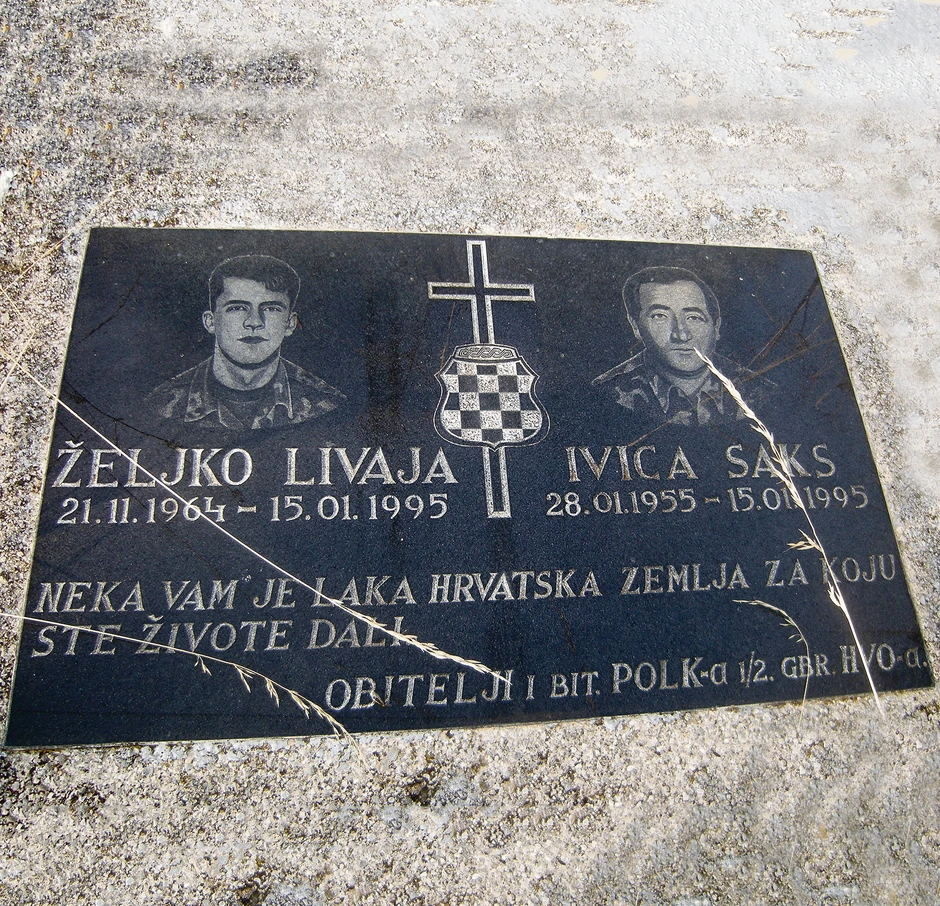 ŽELJKO LIVAJA
21.11.1964 – 15.01.1995
IVICA SAKS
28.01.1955 – 15.01.1995
NEKA VAM JE LAKA HRVATSKA ZEMLJA ZA KOJU
STE ŽIVOTE DALI.
OBITELJI I BIT. POLK-a 1/2. GBR. HVO-a.